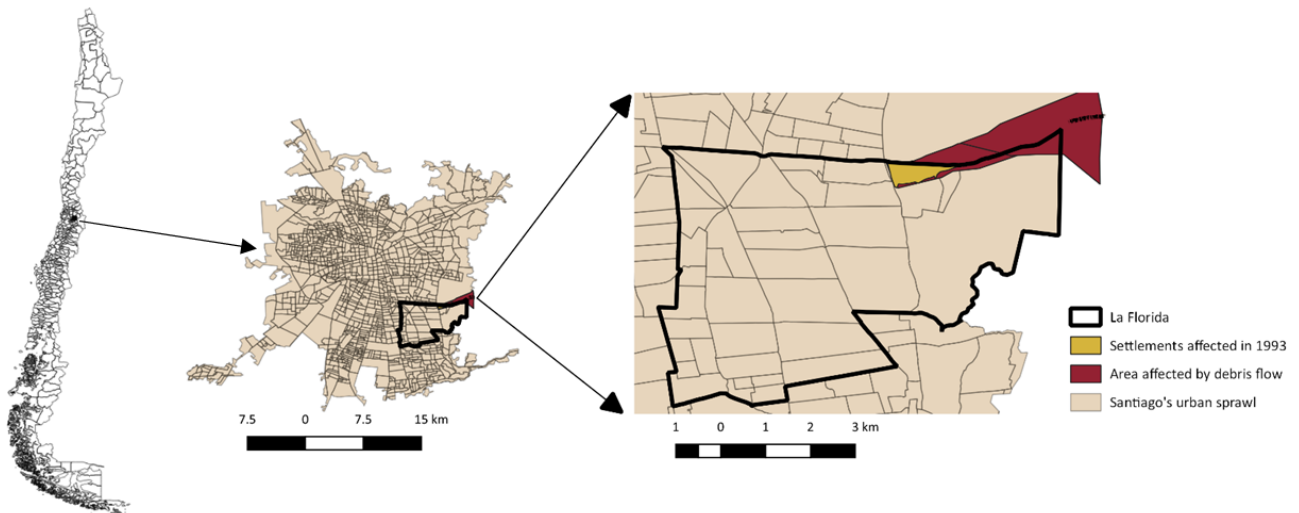 La Florida
Settlements affected in 1993
Area affected by debris flow
Santiago's urban sprawl
7.5 0 7.5 15 km
1 0 1 2 3 km